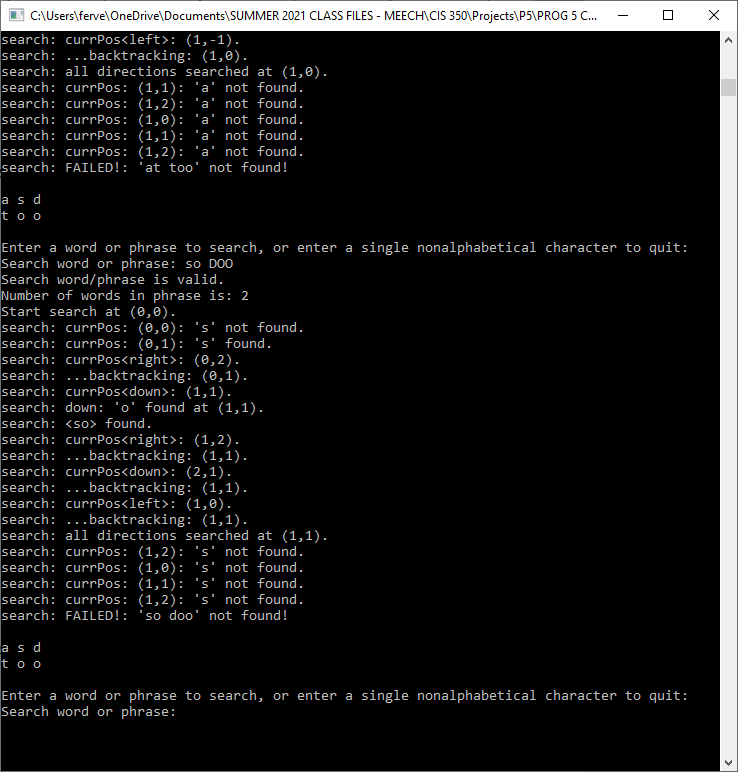 C:\Users\ferve\OneDrive\Documents\SUMMER 2021 CLASS FILES - MEECH\CIS 350\Projects\P5\PROG 5 C...
search: currPos<left>: (1,-1).
search: ...backtracking: (1,0).
search: all directions searched at (1,0).
search: currPos: (1,1): 'a' not found.
search: currPos: (1,2): 'a' not found.
search: currPos: (1,0): 'a' not found.
search: currPos: (1,1): 'a' not found.
search: currPos: (1,2): 'a' not found.
search: FAILED!: 'at too' not found!
a s d
t o o
Enter a word or phrase to search, or enter a single nonalphabetical character to quit:
Search word or phrase: so DOO
Search word/phrase is valid.
Number of words in phrase is: 2
Start search at (0,0).
search: currPos: (0,0): 's' not found.
search: currPos: (0,1): 's' found.
search: currPos<right>: (0,2).
search: ...backtracking: (0,1).
search: currPos<down>: (1,1).
search: down: 'o' found at (1,1).
search: <so> found.
search: currPos<right>: (1,2).
search: ...backtracking: (1,1).
search: currPos<down>: (2,1).
search: ...backtracking: (1,1).
search: currPos<left>: (1,0).
search: ...backtracking: (1,1).
search: all directions searched at (1,1).
search: currPos: (1,2): 's' not found.
search: currPos: (1,0): 's' not found.
search: currPos: (1,1): 's' not found.
search: currPos: (1,2): 's' not found.
search: FAILED!: 'so doo' not found!
a s d
t o o
Enter a word or phrase to search, or enter a single nonalphabetical character to quit:
Search word or phrase: